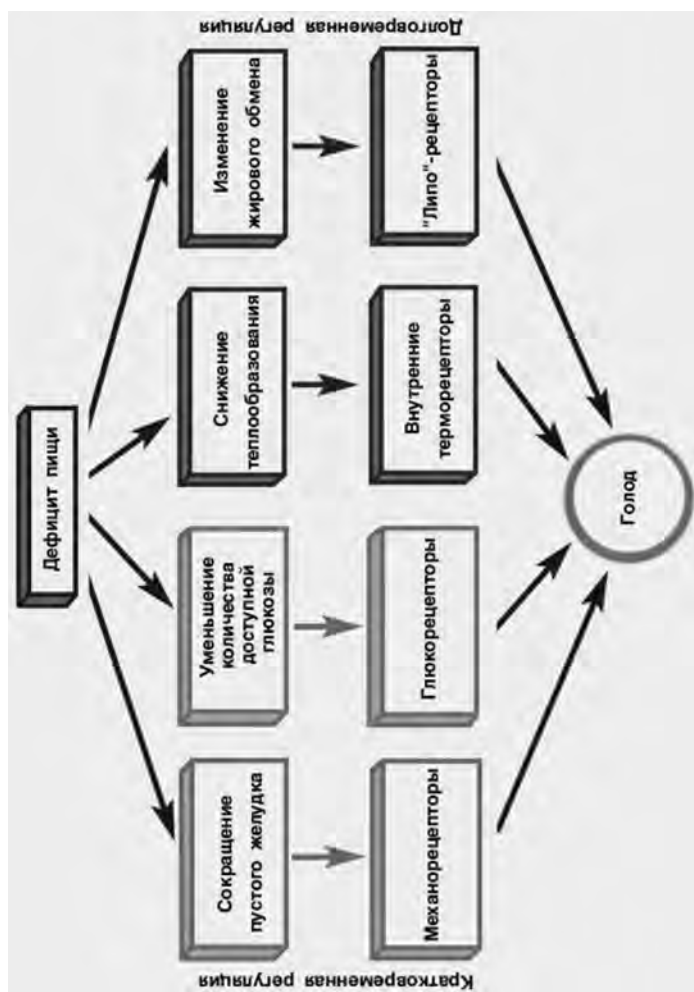 Дефицит пищи
Кратковременная регуляция
Сокращение
пустого желудка
Уменьшение
количества
доступной
глюкозы
Снижение
теплообразования
Изменение
жирового обмена
Долговременная регуляция
Механорецепторы
Глюкорецепторы
Внутренние
терморецепторы
"Липо"-рецепторы
Голод